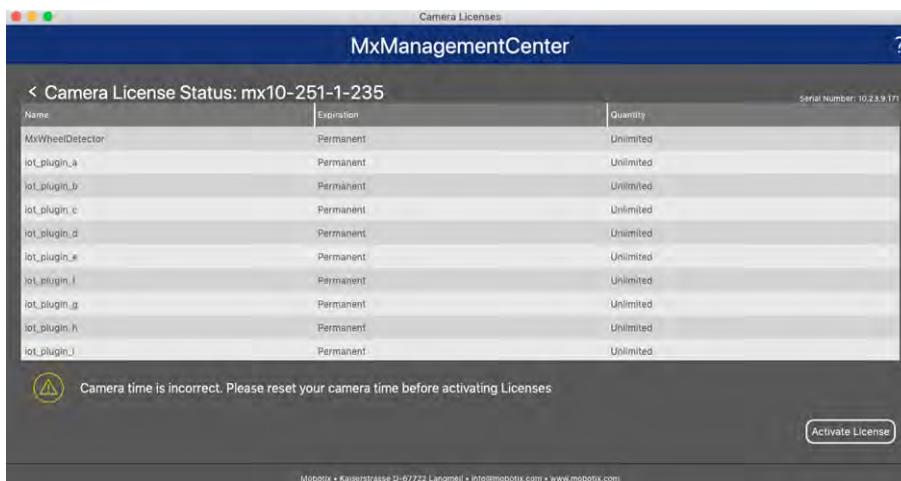 Camera Licenses
MxManagementCenter
?
< Camera License Status: mx10-251-1-235
Serial Number: 10.23.9.171
Name Expiration Quantity
MxWheelDetector Permanent Unlimited
iot_plugin_a Permanent Unlimited
iot_plugin_b Permanent Unlimited
iot_plugin_c Permanent Unlimited
iot_plugin_d Permanent Unlimited
iot_plugin_e Permanent Unlimited
iot_plugin_f Permanent Unlimited
iot_plugin_g Permanent Unlimited
iot_plugin_h Permanent Unlimited
iot_plugin_i Permanent Unlimited
Camera time is incorrect. Please reset your camera time before activating Licenses
Activate License
Mobotix • Kaiserstrasse D-67722 Langmeil • info@mobotix.com • www.mobotix.com